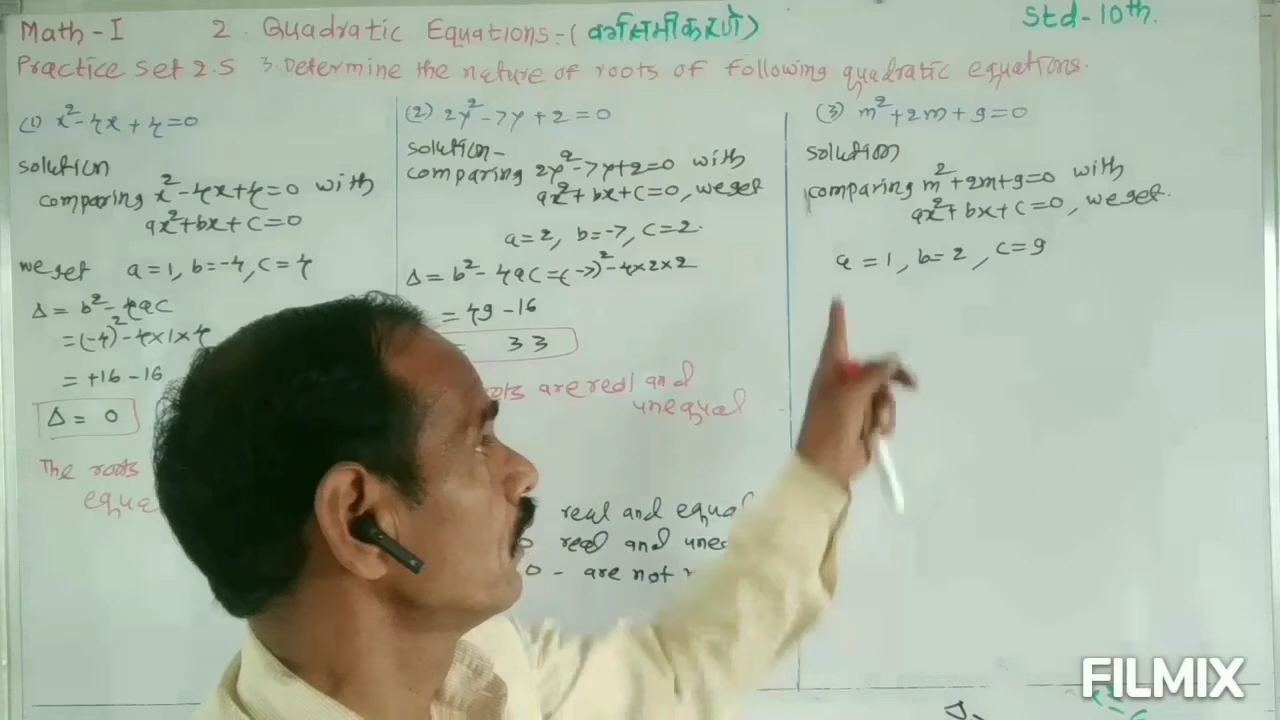 Math-I 2. Quadratic Equations:-(वर्गसमीकरणे) Std-10th.
Practice set 2.5 3. Determine the nature of roots of following quadratic equations.
(1) x²-4x+4=0
solution
comparing x²-4x+4=0 with
ax²+bx+c=0
we get a=1, b=-4, c=4
Δ = b²-4ac
=(-4)²-4×1×4
= +16-16
Δ = 0
The roots
equa
(2) 2y²-7y+2=0
solution-
comparing 2y²-7y+2=0 with
ax²+bx+c=0, we get
a=2, b=-7, c=2.
Δ = b²-4ac=(-7)²-4×2×2
= 49-16
= 33
roots are real and
unequal
real and equal
0 real and uneq
0 - are not
(3) m²+2m+9=0
solution
comparing m²+2m+9=0 with
ax²+bx+c=0, we get.
a=1, b=2, c=9
FILMIX